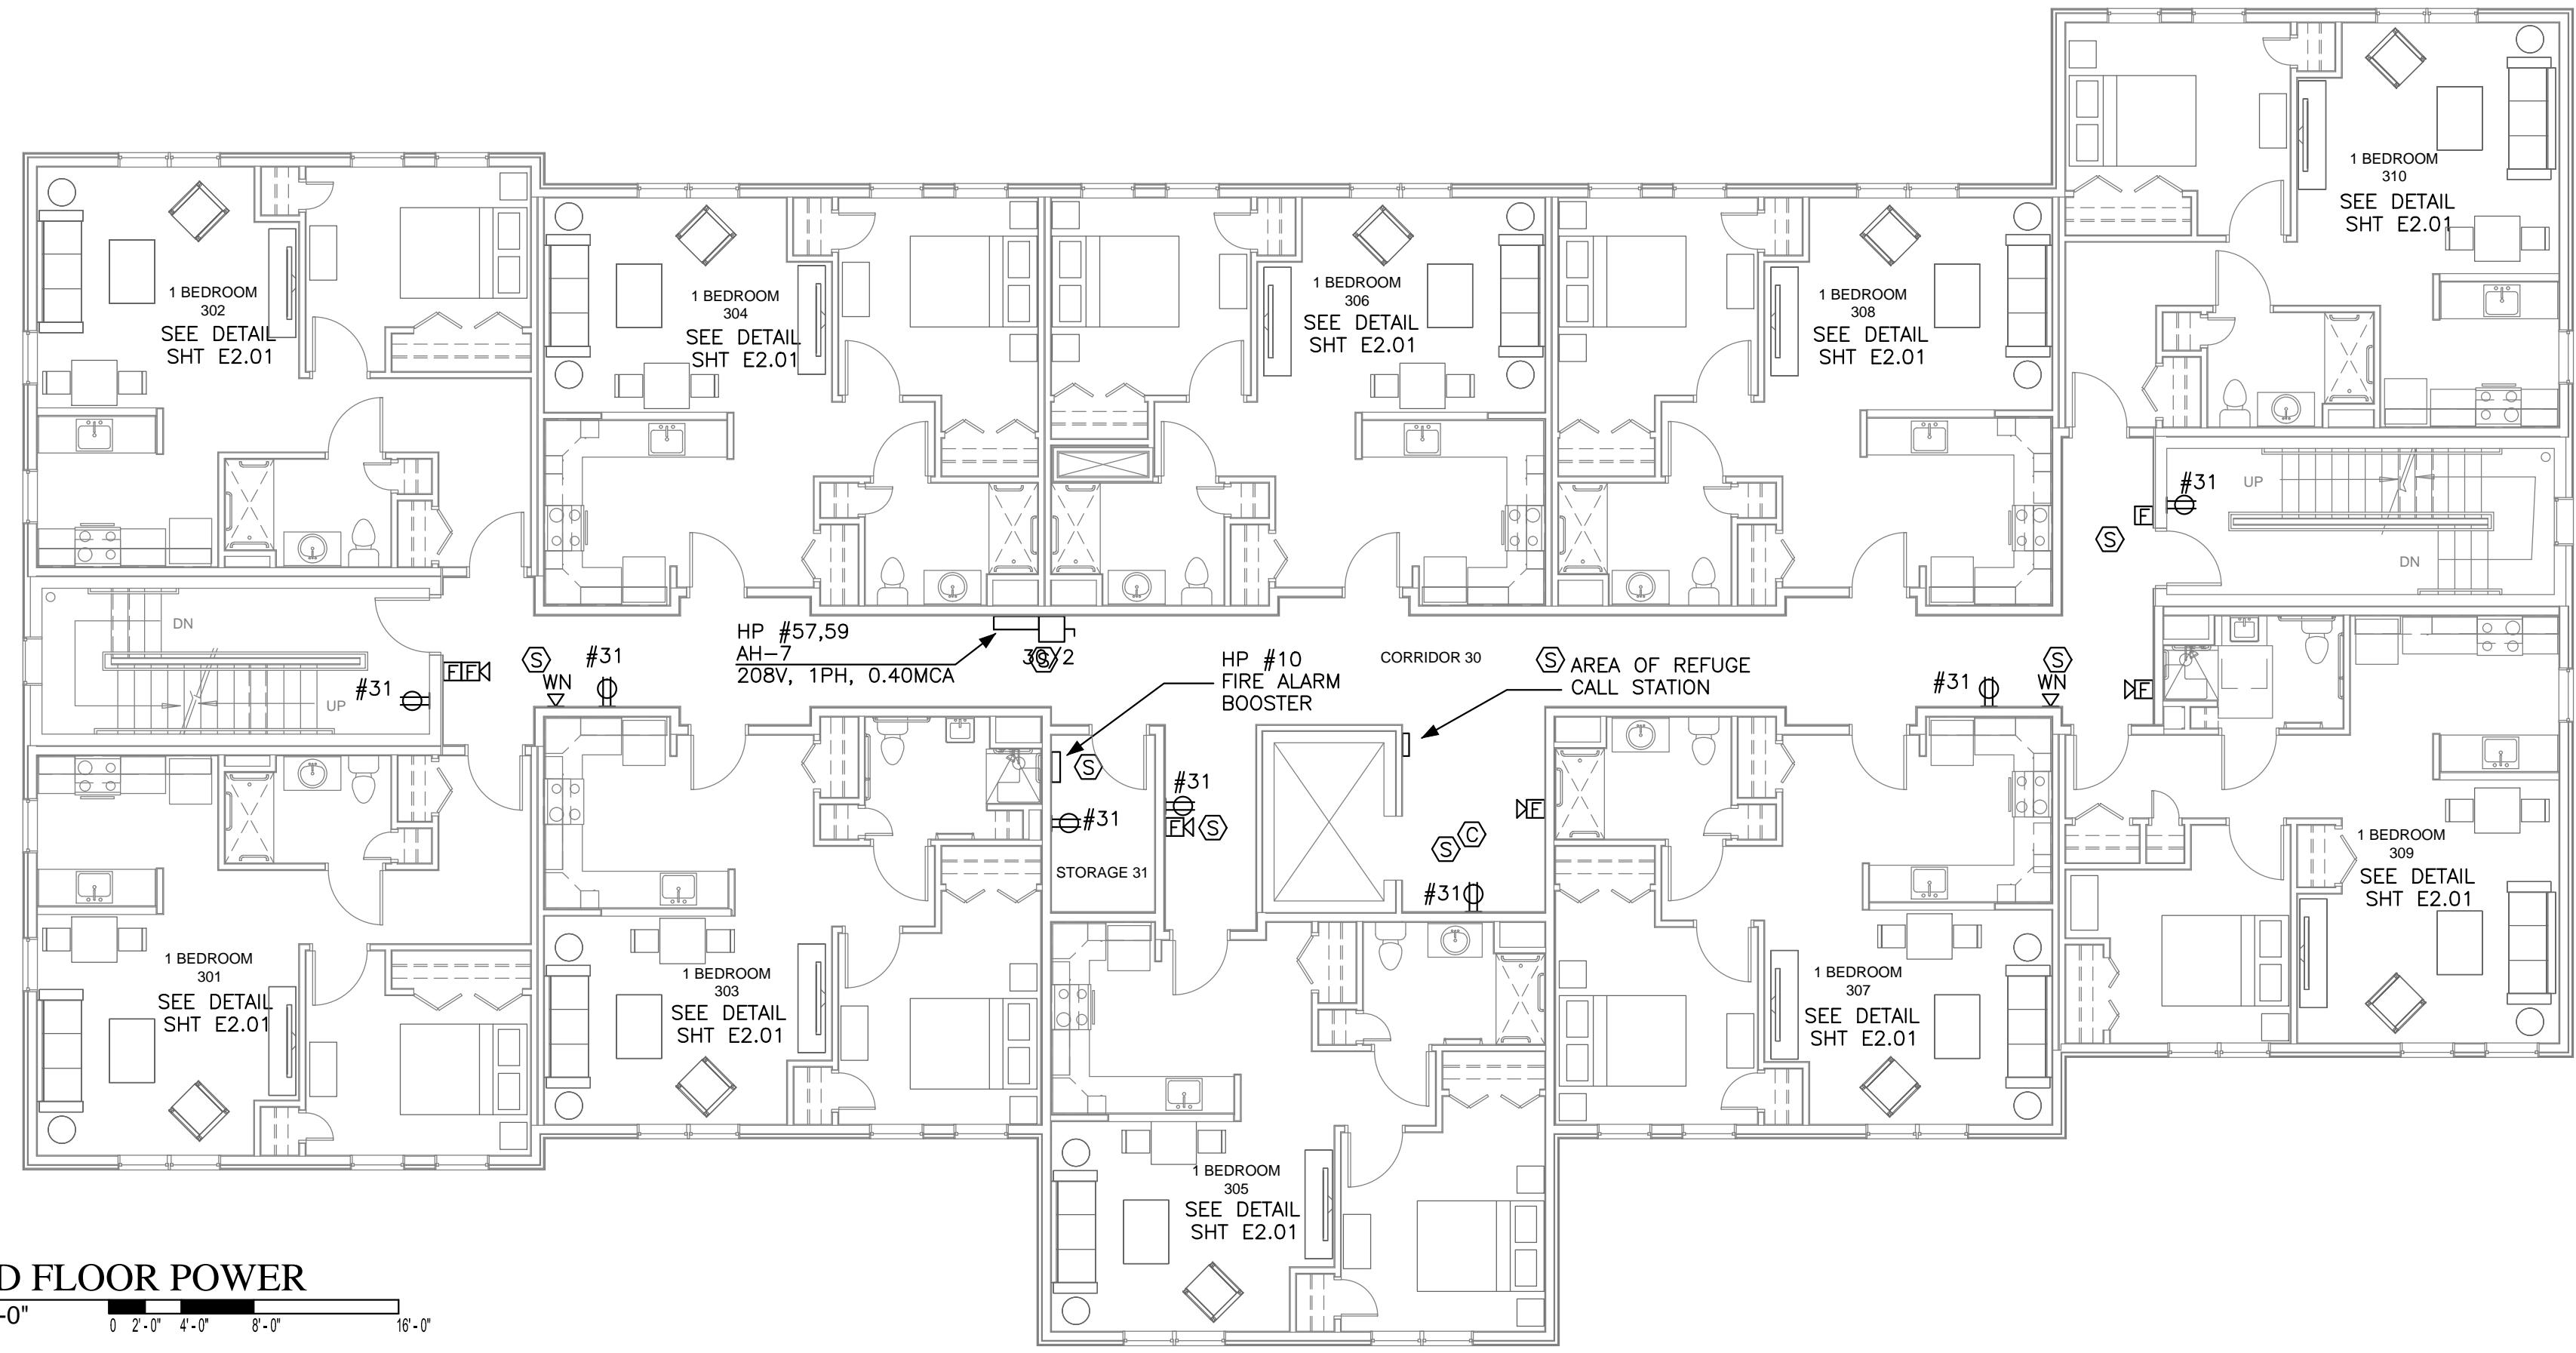 1 BEDROOM
310
SEE DETAIL
SHT E2.01
1 BEDROOM
302
SEE DETAIL
SHT E2.01
1 BEDROOM
304
SEE DETAIL
SHT E2.01
1 BEDROOM
306
SEE DETAIL
SHT E2.01
1 BEDROOM
308
SEE DETAIL
SHT E2.01
#31
F
S
UP
DN
DN
UP
#31
F F
S
#31
WN
HP #57,59
AH-7
208V, 1PH, 0.40MCA
30/2
S
HP #10
FIRE ALARM
BOOSTER
CORRIDOR 30
S
AREA OF REFUGE
CALL STATION
#31
S
WN
F
S
#31
#31
F
S
STORAGE 31
F
S
C
#31
1 BEDROOM
301
SEE DETAIL
SHT E2.01
1 BEDROOM
303
SEE DETAIL
SHT E2.01
1 BEDROOM
307
SEE DETAIL
SHT E2.01
1 BEDROOM
309
SEE DETAIL
SHT E2.01
1 BEDROOM
305
SEE DETAIL
SHT E2.01
D FLOOR POWER
-0"
0 2'-0" 4'-0" 8'-0" 16'-0"